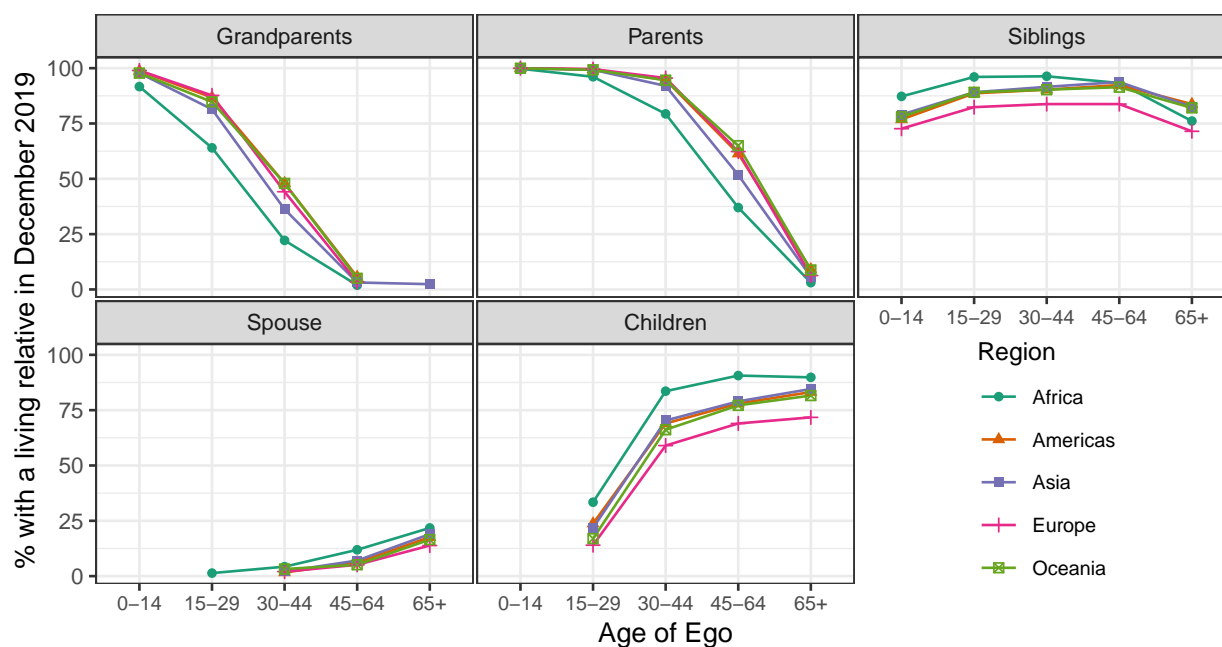 Grandparents
Parents
Siblings
100
75
50
25
0
Spouse
Children
0–14
15–29
30–44
45–64
65+
100
75
50
25
0
0–14
15–29
30–44
45–64
65+
0–14
15–29
30–44
45–64
65+
% with a living relative in December 2019
Age of Ego
Region
Africa
Americas
Asia
Europe
Oceania